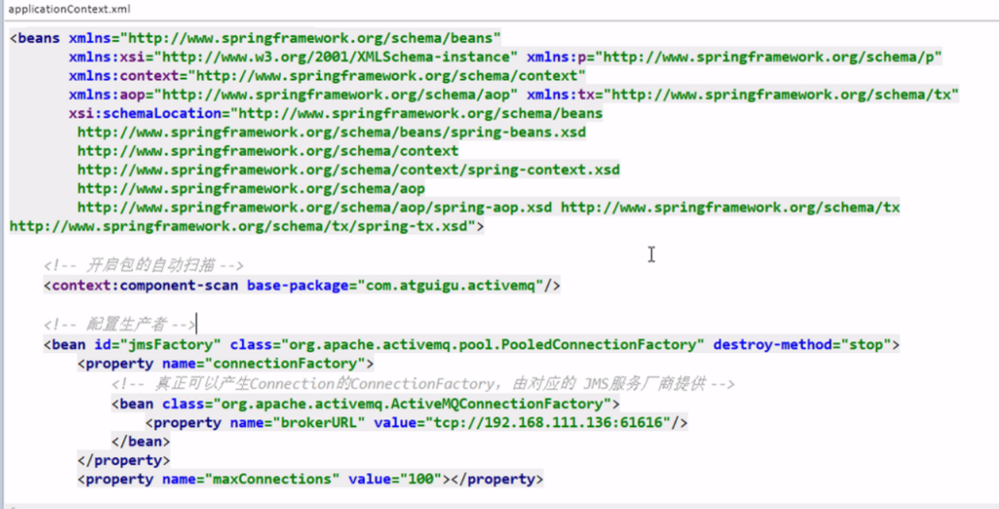 applicationContext.xml
<beans xmlns="http://www.springframework.org/schema/beans"
xmlns:xsi="http://www.w3.org/2001/XMLSchema-instance" xmlns:p="http://www.springframework.org/schema/p"
xmlns:context="http://www.springframework.org/schema/context"
xmlns:aop="http://www.springframework.org/schema/aop" xmlns:tx="http://www.springframework.org/schema/tx"
xsi:schemaLocation="http://www.springframework.org/schema/beans
http://www.springframework.org/schema/beans/spring-beans.xsd
http://www.springframework.org/schema/context
http://www.springframework.org/schema/context/spring-context.xsd
http://www.springframework.org/schema/aop
http://www.springframework.org/schema/aop/spring-aop.xsd http://www.springframework.org/schema/tx
http://www.springframework.org/schema/tx/spring-tx.xsd">
<!-- 开启包的自动扫描 -->
<context:component-scan base-package="com.atguigu.activemq"/>
<!-- 配置生产者 -->
<bean id="jmsFactory" class="org.apache.activemq.pool.PooledConnectionFactory" destroy-method="stop">
<property name="connectionFactory">
<!-- 真正可以产生Connection的ConnectionFactory，由对应的 JMS服务厂商提供 -->
<bean class="org.apache.activemq.ActiveMQConnectionFactory">
<property name="brokerURL" value="tcp://192.168.111.136:61616"/>
</bean>
</property>
<property name="maxConnections" value="100"></property>